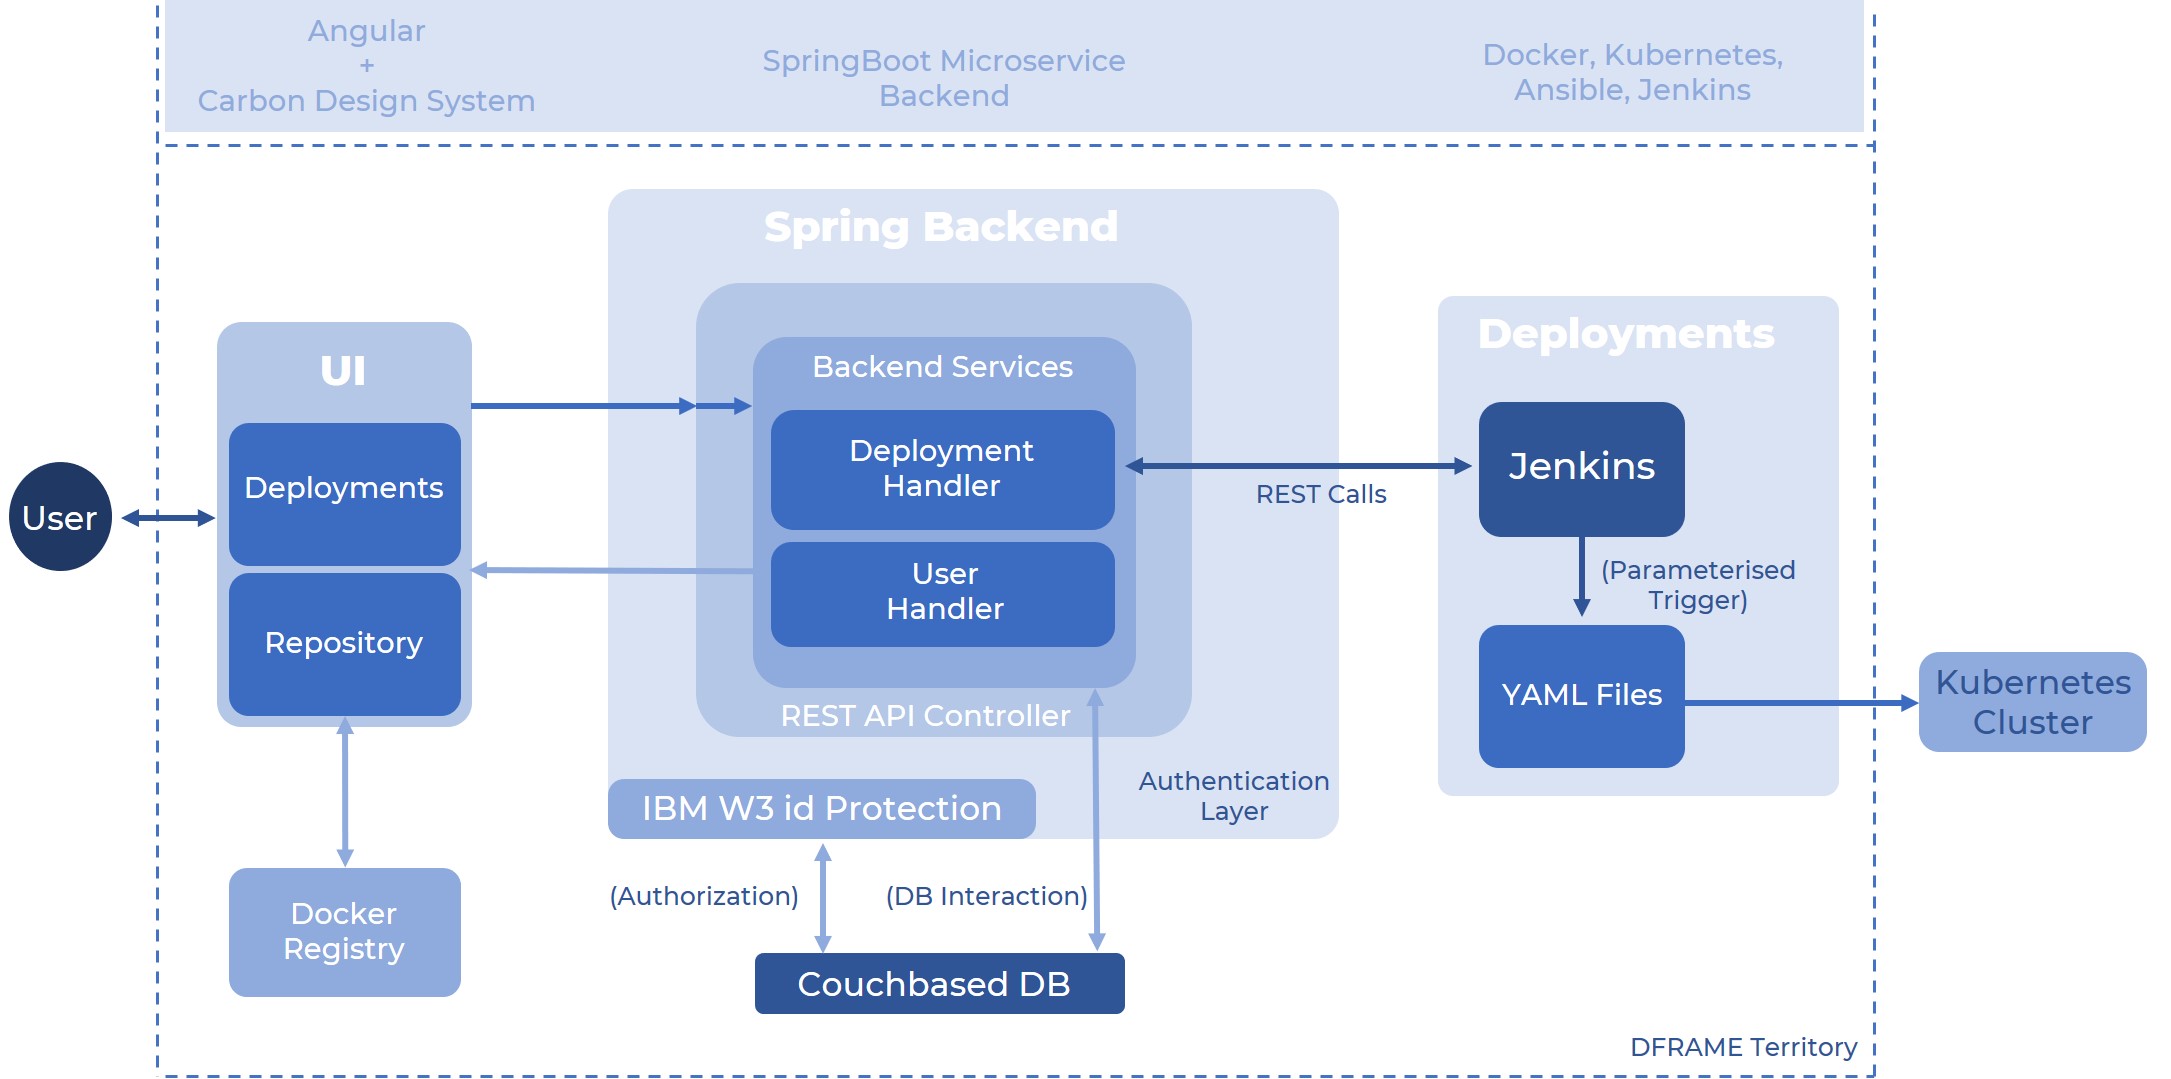 Angular
+
Carbon Design System
SpringBoot Microservice
Backend
Docker, Kubernetes,
Ansible, Jenkins
User
UI
Deployments
Repository
Docker
Registry
Spring Backend
Backend Services
Deployment
Handler
User
Handler
REST API Controller
IBM W3 id Protection
Authentication
Layer
(Authorization)
(DB Interaction)
Couchbased DB
REST Calls
Deployments
Jenkins
(Parameterised
Trigger)
YAML Files
Kubernetes
Cluster
DFRAME Territory